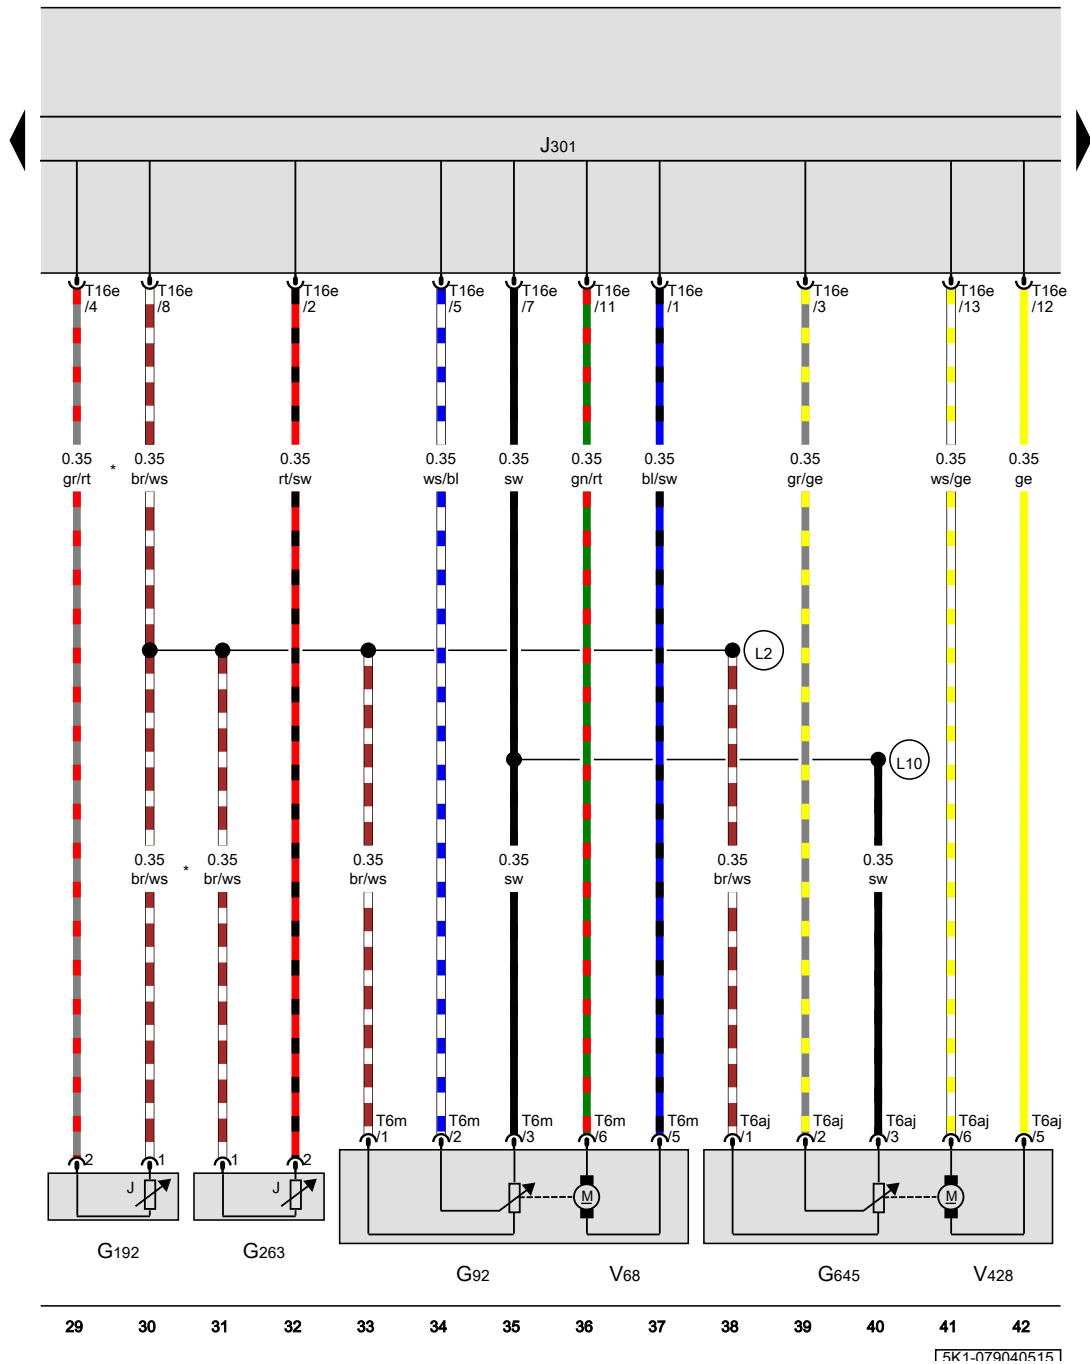 J301
T16e T16e T16e T16e T16e T16e T16e T16e T16e T16e
/4 /8 /2 /5 /7 /11 /1 /3 /13 /12
0.35 * 0.35 0.35 0.35 0.35 0.35 0.35 0.35 0.35 0.35
gr/rt br/ws rt/sw ws/bl sw gn/rt bl/sw gr/ge ws/ge ge
L2
L10
0.35 * 0.35 0.35 0.35 0.35 0.35
br/ws br/ws br/ws sw br/ws sw
T6m T6m T6m T6m T6aj T6aj T6aj T6aj
/1 /2 /3 /6 /5 /1 /2 /3 /6 /5
2 1 1 2
J J M M
G192 G263
G92 V68 G645 V428
29 30 31 32 33 34 35 36 37 38 39 40 41 42
5K1-079040515